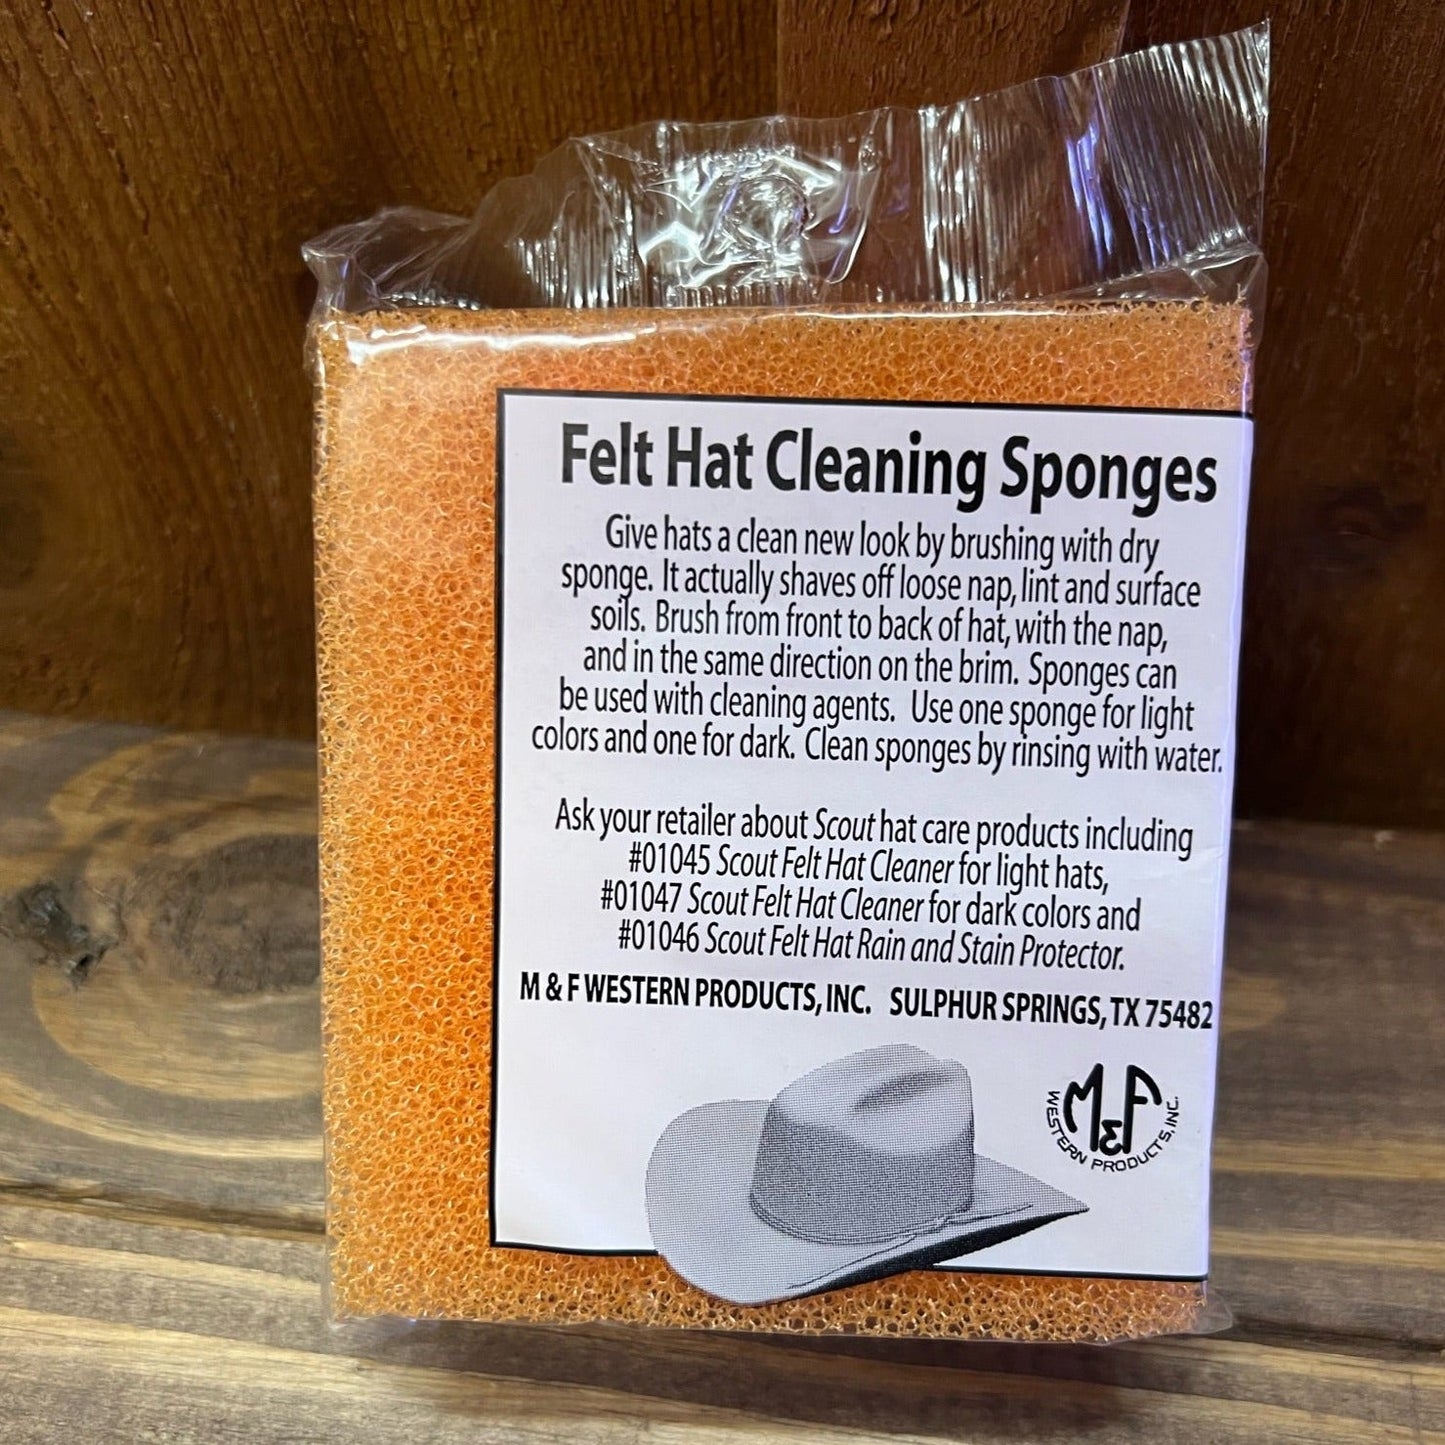 Felt Hat Cleaning Sponges
Give hats a clean new look by brushing with dry
sponge. It actually shaves off loose nap, lint and surface
soils. Brush from front to back of hat, with the nap,
and in the same direction on the brim. Sponges can
be used with cleaning agents. Use one sponge for light
colors and one for dark. Clean sponges by rinsing with water.
Ask your retailer about Scout hat care products including
#01045 Scout Felt Hat Cleaner for light hats,
#01047 Scout Felt Hat Cleaner for dark colors and
#01046 Scout Felt Hat Rain and Stain Protector.
M & F WESTERN PRODUCTS, INC. SULPHUR SPRINGS, TX 75482
M&F
WESTERN PRODUCTS, INC.